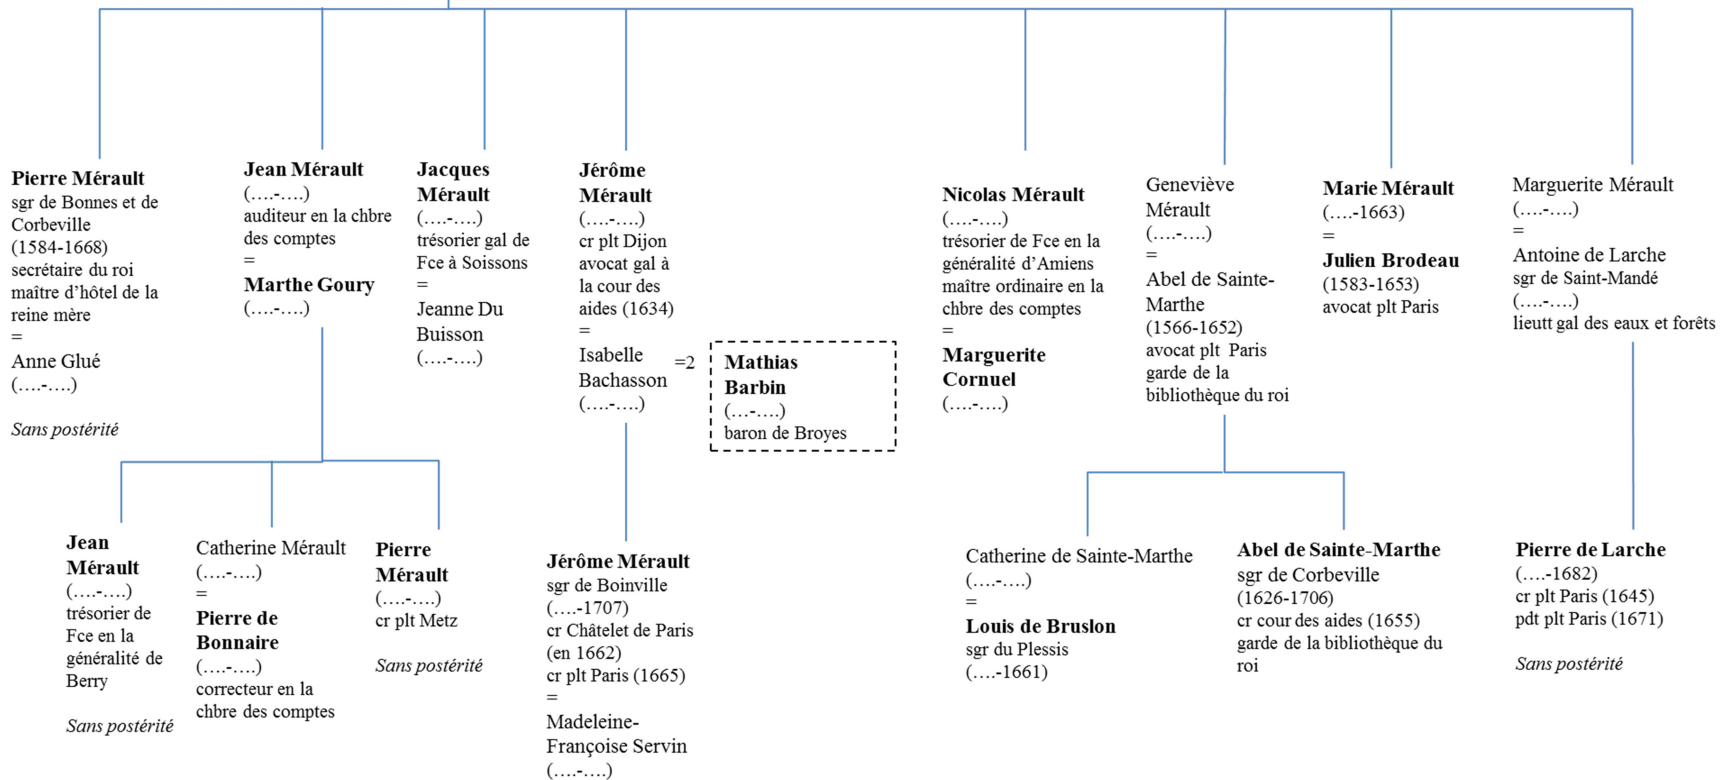 Pierre Mérault
sgr de Bonnes et de
Corbeville
(1584-1668)
secrétaire du roi
maître d’hôtel de la
reine mère
=
Anne Glué
(….-….)
Sans postérité
Jean Mérault
(….-….)
auditeur en la chbre
des comptes
=
Marthe Goury
(….-….)
Jacques
Mérault
(….-….)
trésorier gal de
Fce à Soissons
=
Jeanne Du
Buisson
(….-….)
Jérôme
Mérault
(….-….)
cr plt Dijon
avocat gal à
la cour des
aides (1634)
=
Isabelle
Bachasson
(….-….)
=2
Mathias
Barbin
(…-….)
baron de Broyes
Nicolas Mérault
(….-….)
trésorier de Fce en la
généralité d’Amiens
maître ordinaire en la
chbre des comptes
=
Marguerite
Cornuel
(….-….)
Geneviève
Mérault
(….-….)
=
Abel de Sainte-
Marthe
(1566-1652)
avocat plt Paris
garde de la
bibliothèque du roi
Marie Mérault
(….-1663)
=
Julien Brodeau
(1583-1653)
avocat plt Paris
Marguerite Mérault
(….-….)
=
Antoine de Larche
sgr de Saint-Mandé
(….-….)
lieutt gal des eaux et forêts
Jean
Mérault
(….-….)
trésorier de
Fce en la
généralité de
Berry
Sans postérité
Catherine Mérault
(….-….)
=
Pierre de
Bonnaire
(….-….)
correcteur en la
chbre des comptes
Pierre
Mérault
(….-….)
cr plt Metz
Sans postérité
Jérôme Mérault
sgr de Boinville
(….-1707)
cr Châtelet de Paris
(en 1662)
cr plt Paris (1665)
=
Madeleine-
Françoise Servin
(….-….)
Catherine de Sainte-Marthe
(….-….)
=
Louis de Bruslon
sgr du Plessis
(….-1661)
Abel de Sainte-Marthe
sgr de Corbeville
(1626-1706)
cr cour des aides (1655)
garde de la bibliothèque du
roi
Pierre de Larche
(….-1682)
cr plt Paris (1645)
pdt plt Paris (1671)
Sans postérité